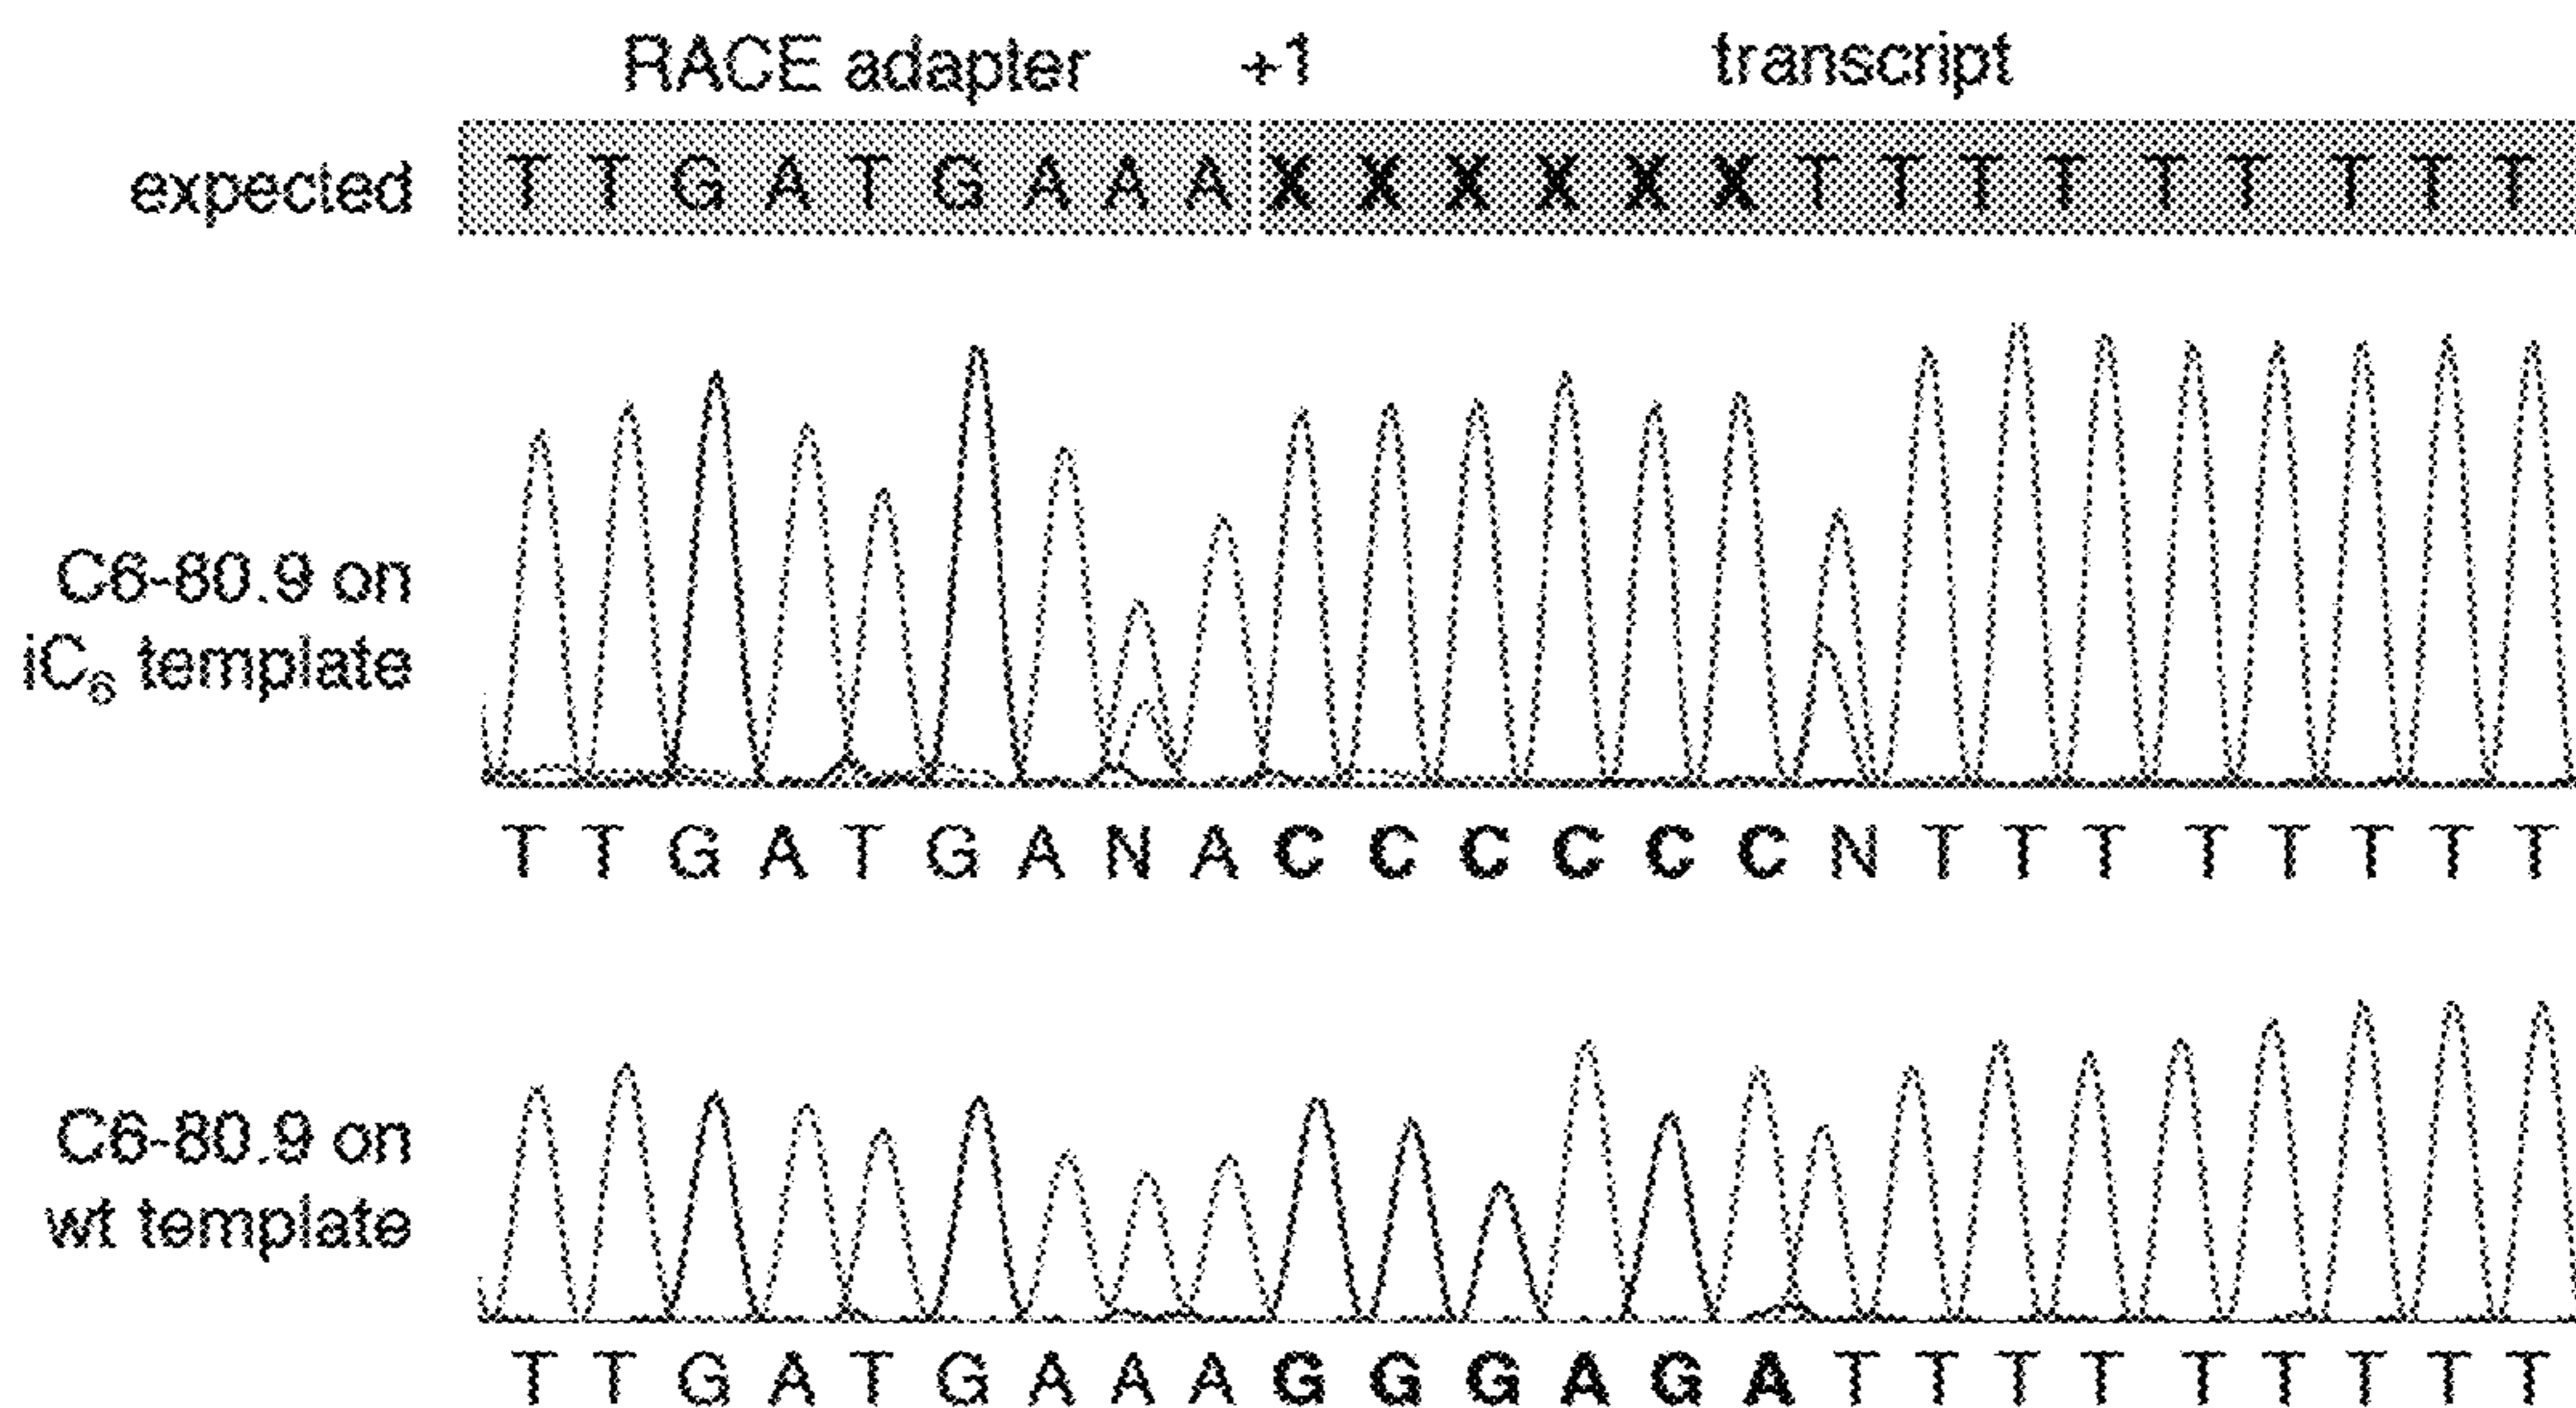 RACE adapter +1 transcript
expected T T G A T G A A A X X X X X X T T T T T T T T T
C6-80.9 on
iC₆ template
T T G A T G A N A C C C C C C N T T T T T T T T
C6-80.9 on
wt template
T T G A T G A A A G G G A G A T T T T T T T T T